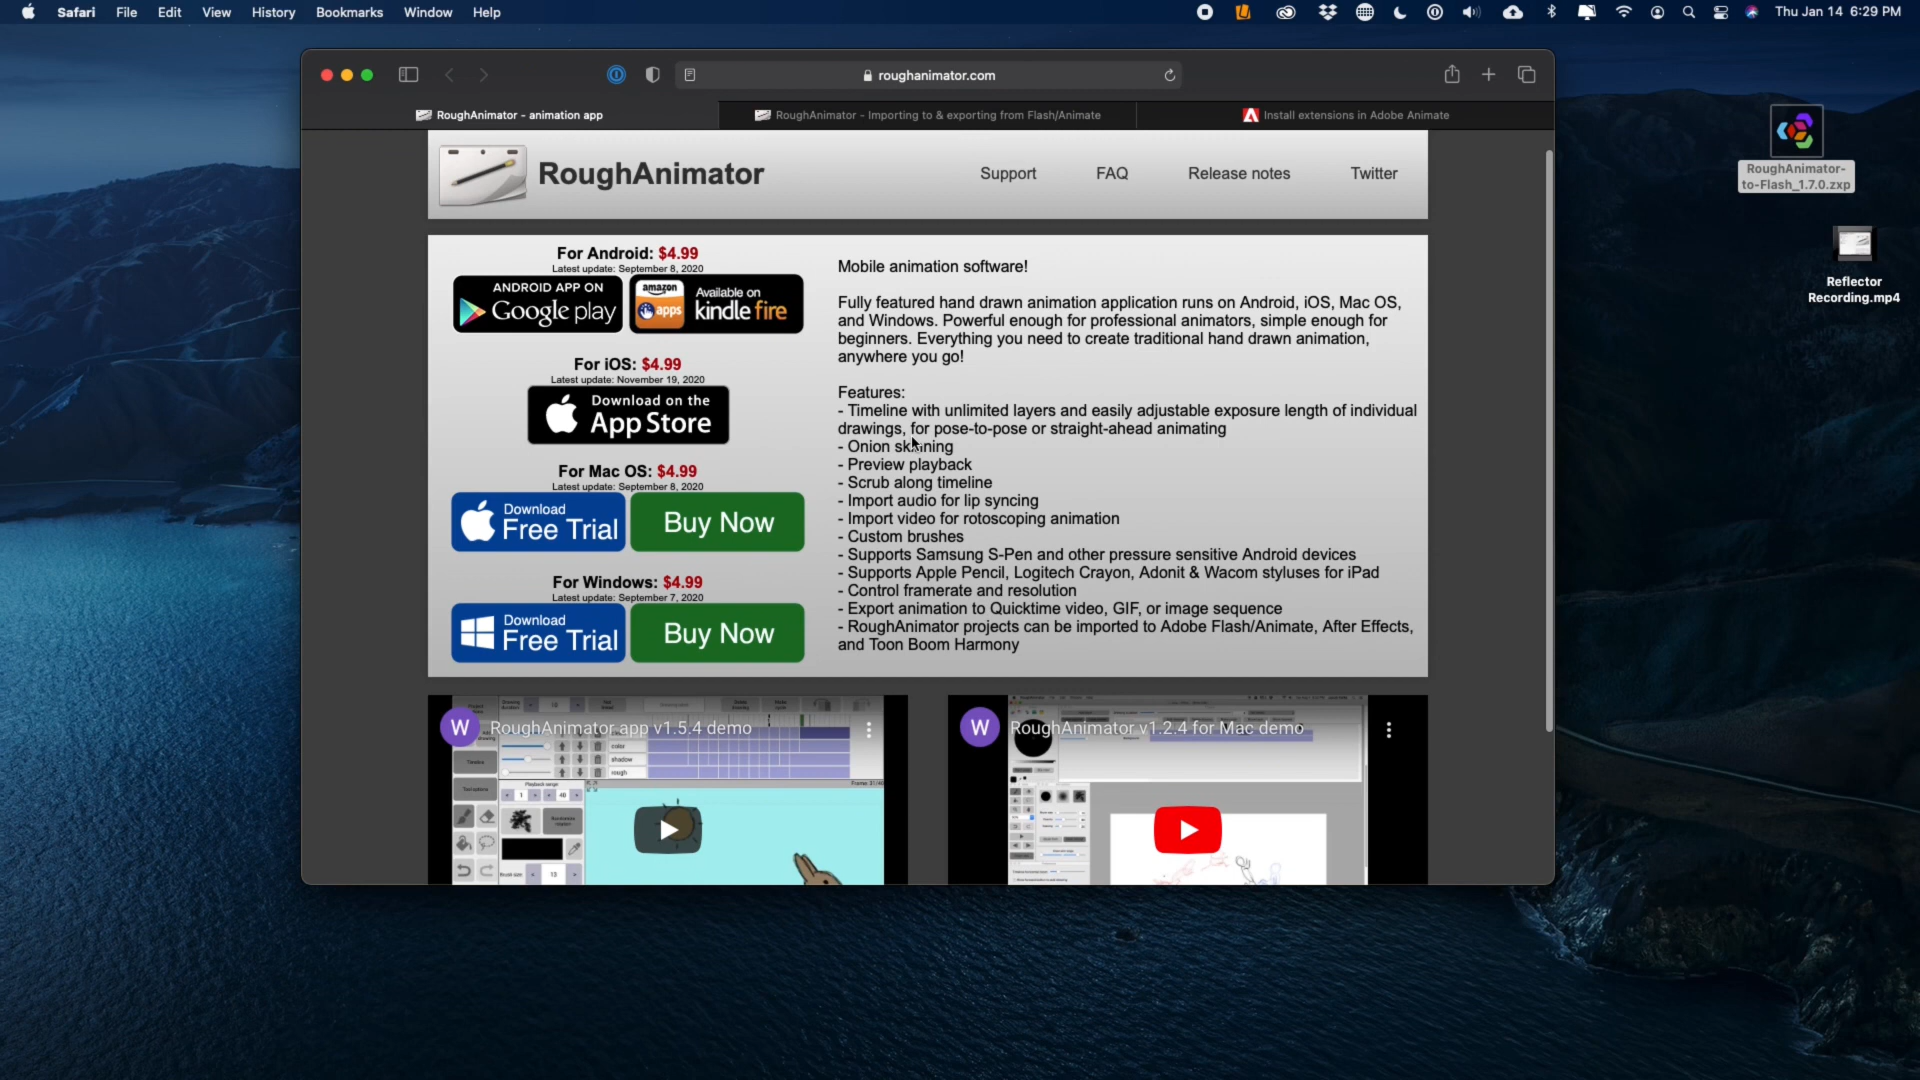 Safari File Edit View History Bookmarks Window Help
Thu Jan 14 6:29 PM
roughanimator.com
RoughAnimator - animation app
RoughAnimator - Importing to & exporting from Flash/Animate
Install extensions in Adobe Animate
RoughAnimator
Support
FAQ
Release notes
Twitter
For Android: $4.99
Latest update: September 8, 2020
ANDROID APP ON
Google play
amazon
apps
Available on
kindle fire
For iOS: $4.99
Latest update: November 19, 2020
Download on the
App Store
For Mac OS: $4.99
Latest update: September 8, 2020
Download
Free Trial
Buy Now
For Windows: $4.99
Latest update: September 7, 2020
Download
Free Trial
Buy Now
Mobile animation software!
Fully featured hand drawn animation application runs on Android, iOS, Mac OS,
and Windows. Powerful enough for professional animators, simple enough for
beginners. Everything you need to create traditional hand drawn animation,
anywhere you go!
Features:
- Timeline with unlimited layers and easily adjustable exposure length of individual
drawings, for pose-to-pose or straight-ahead animating
- Onion skinning
- Preview playback
- Scrub along timeline
- Import audio for lip syncing
- Import video for rotoscoping animation
- Custom brushes
- Supports Samsung S-Pen and other pressure sensitive Android devices
- Supports Apple Pencil, Logitech Crayon, Adonit & Wacom styluses for iPad
- Control framerate and resolution
- Export animation to Quicktime video, GIF, or image sequence
- RoughAnimator projects can be imported to Adobe Flash/Animate, After Effects,
and Toon Boom Harmony
W
RoughAnimator app v1.5.4 demo
color
shadow
rough
Timeline
Tool options
Playback range
1
48
Brush size:
13
W
RoughAnimator v1.2.4 for Mac demo
RoughAnimator-
to-Flash_1.7.0.zxp
Reflector
Recording.mp4